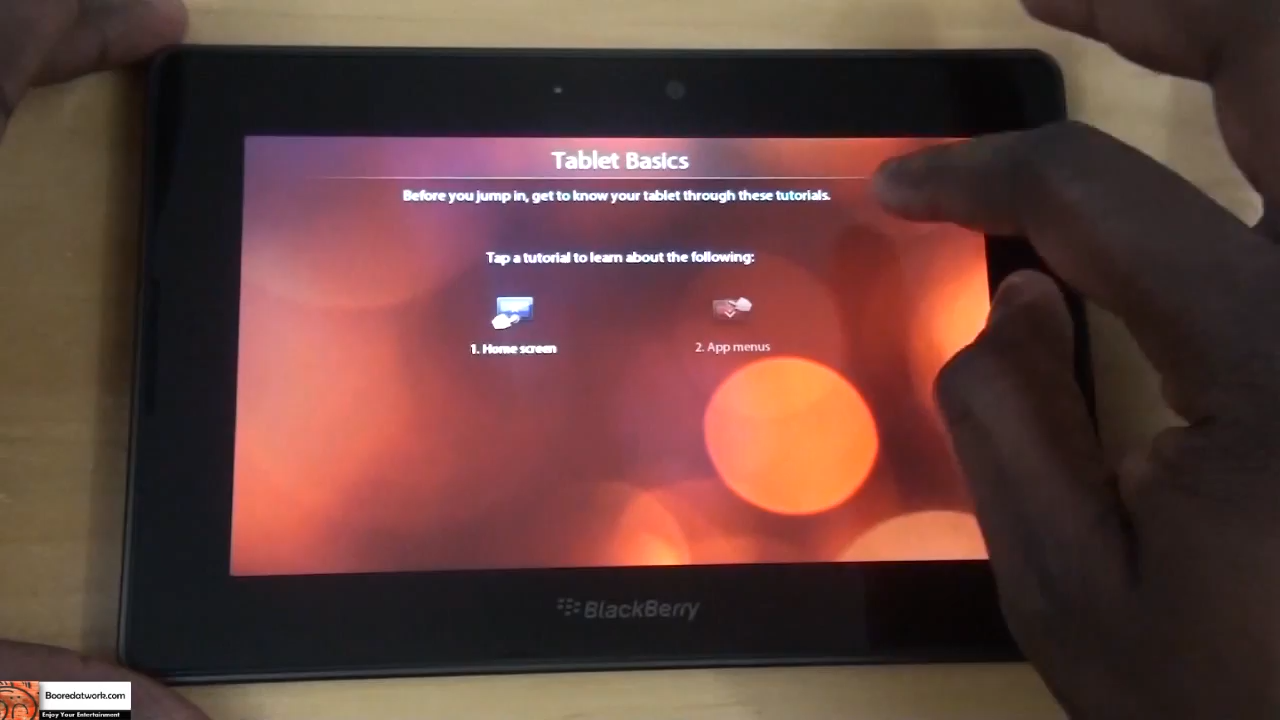 Tablet Basics
Before you jump in, get to know your tablet through these tutorials.
Tap a tutorial to learn about the following:
1. Home screen
2. App menus
BlackBerry
Booredatwork.com
Enjoy Your Entertainment